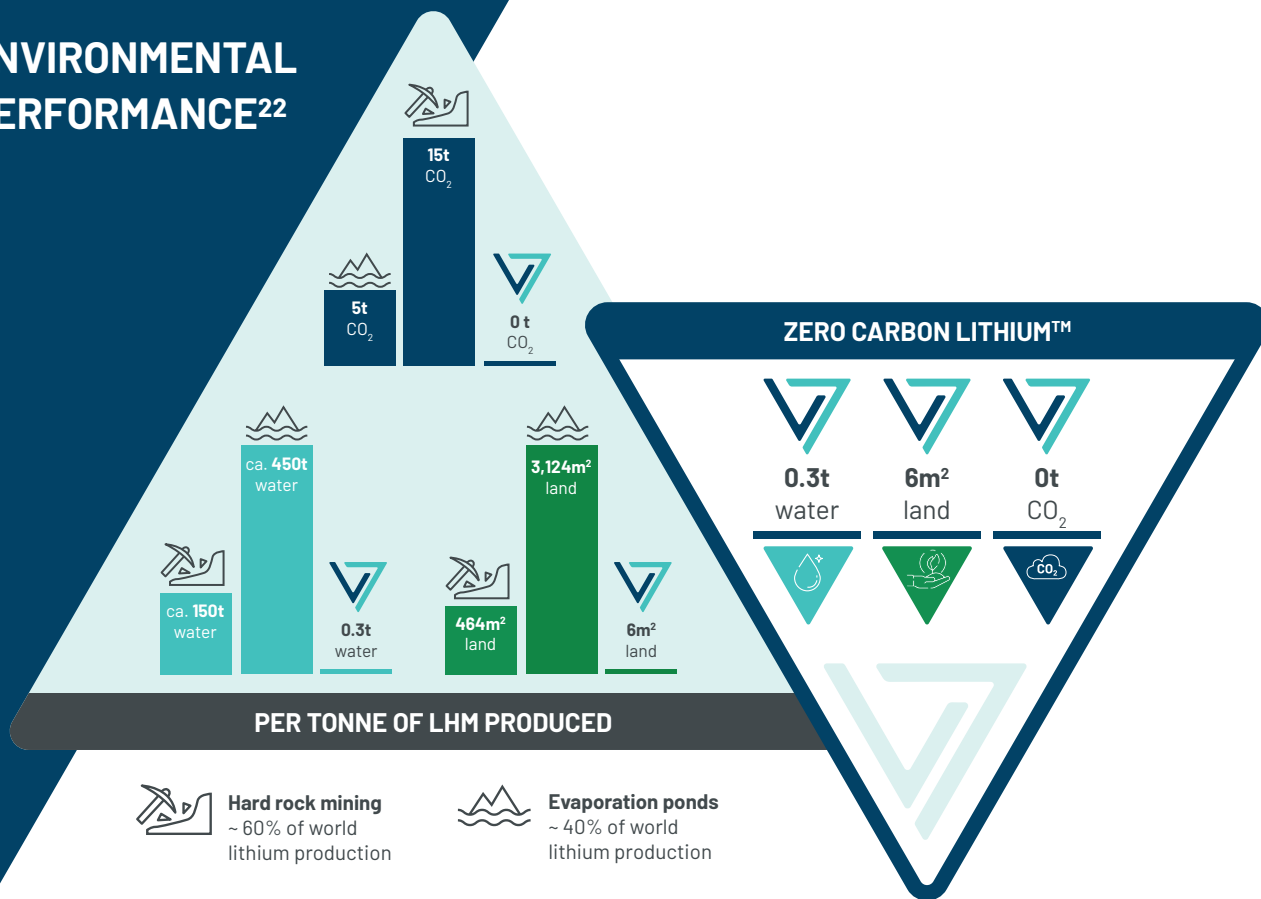 NVIRONMENTAL
ERFORMANCE²²
15t
CO₂
5t
CO₂
0 t
CO₂
ca. 450t
water
ca. 150t
water
0.3t
water
3,124m²
land
464m²
land
6m²
land
PER TONNE OF LHM PRODUCED
Hard rock mining
~ 60% of world
lithium production
Evaporation ponds
~ 40% of world
lithium production
ZERO CARBON LITHIUM™
0.3t
water
6m²
land
0t
CO₂
CO₂